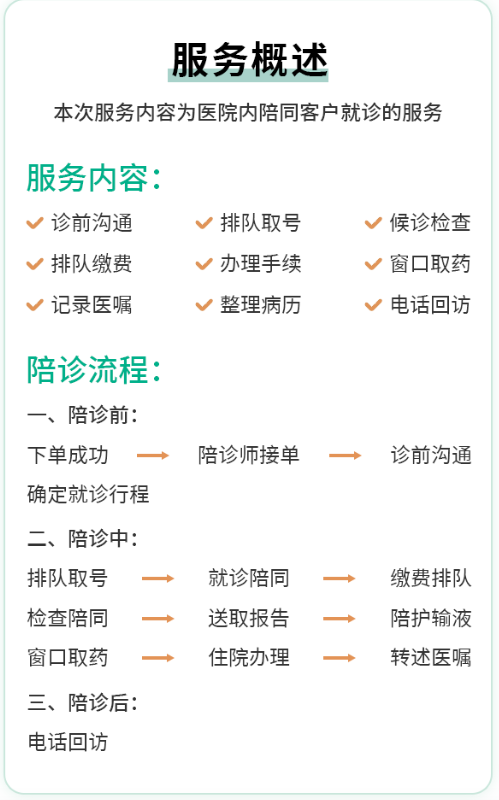 服务概述
本次服务内容为医院内陪同客户就诊的服务
服务内容：
诊前沟通 排队取号 候诊检查
排队缴费 办理手续 窗口取药
记录医嘱 整理病历 电话回访
陪诊流程：
一、陪诊前：
下单成功 → 陪诊师接单 → 诊前沟通
确定就诊行程
二、陪诊中：
排队取号 → 就诊陪同 → 缴费排队
检查陪同 → 送取报告 → 陪护输液
窗口取药 → 住院办理 → 转述医嘱
三、陪诊后：
电话回访